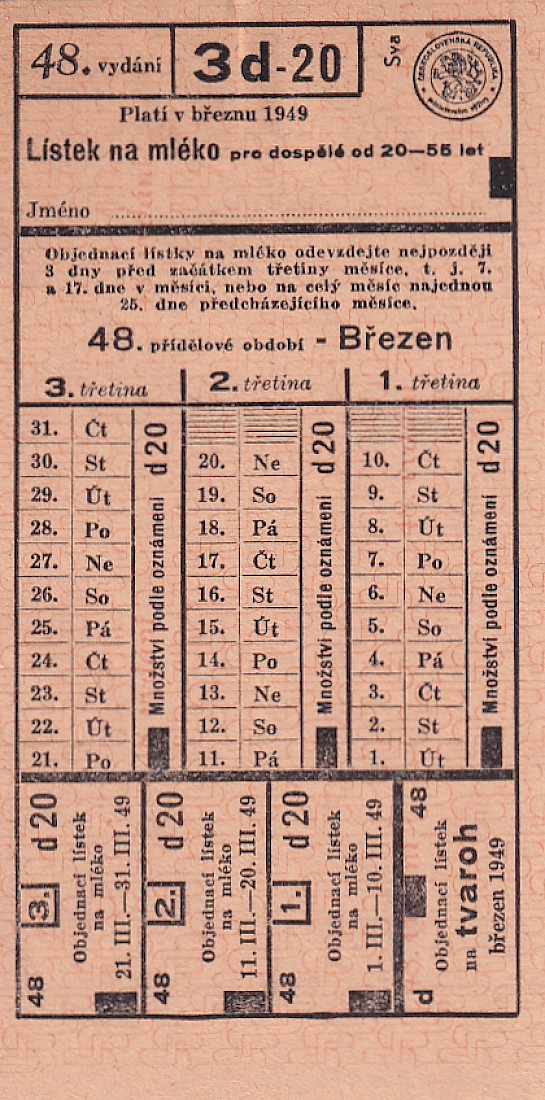 48. vydání
3d-20
Sva
ČESKOSLOVENSKÁ REPUBLIKA
ministerstvo výživy
Platí v březnu 1949
Lístek na mléko pro dospělé od 20—55 let
Jméno
Objednací lístky na mléko odevzdejte nejpozději
3 dny před začátkem třetiny měsíce, t. j. 7.
a 17. dne v měsíci, nebo na celý měsíc najednou
25. dne předcházejícího měsíce.
48. přídělové období - Březen
3. třetina
2. třetina
1. třetina
31. Čt
30. St
29. Út
28. Po
27. Ne
26. So
25. Pá
24. Čt
23. St
22. Út
21. Po
Množství podle oznámení d 20
20. Ne
19. So
18. Pá
17. Čt
16. St
15. Út
14. Po
13. Ne
12. So
11. Pá
Množství podle oznámení d 20
10. Čt
9. St
8. Út
7. Po
6. Ne
5. So
4. Pá
3. Čt
2. St
1. Út
Množství podle oznámení d 20
48 3. d 20
Objednací lístek
na mléko
21. III.—31. III. 49
48 2. d 20
Objednací lístek
na mléko
11. III.—20. III. 49
48 1. d 20
Objednací lístek
na mléko
1. III.—10. III. 49
d 48
Objednací lístek
na tvaroh
březen 1949